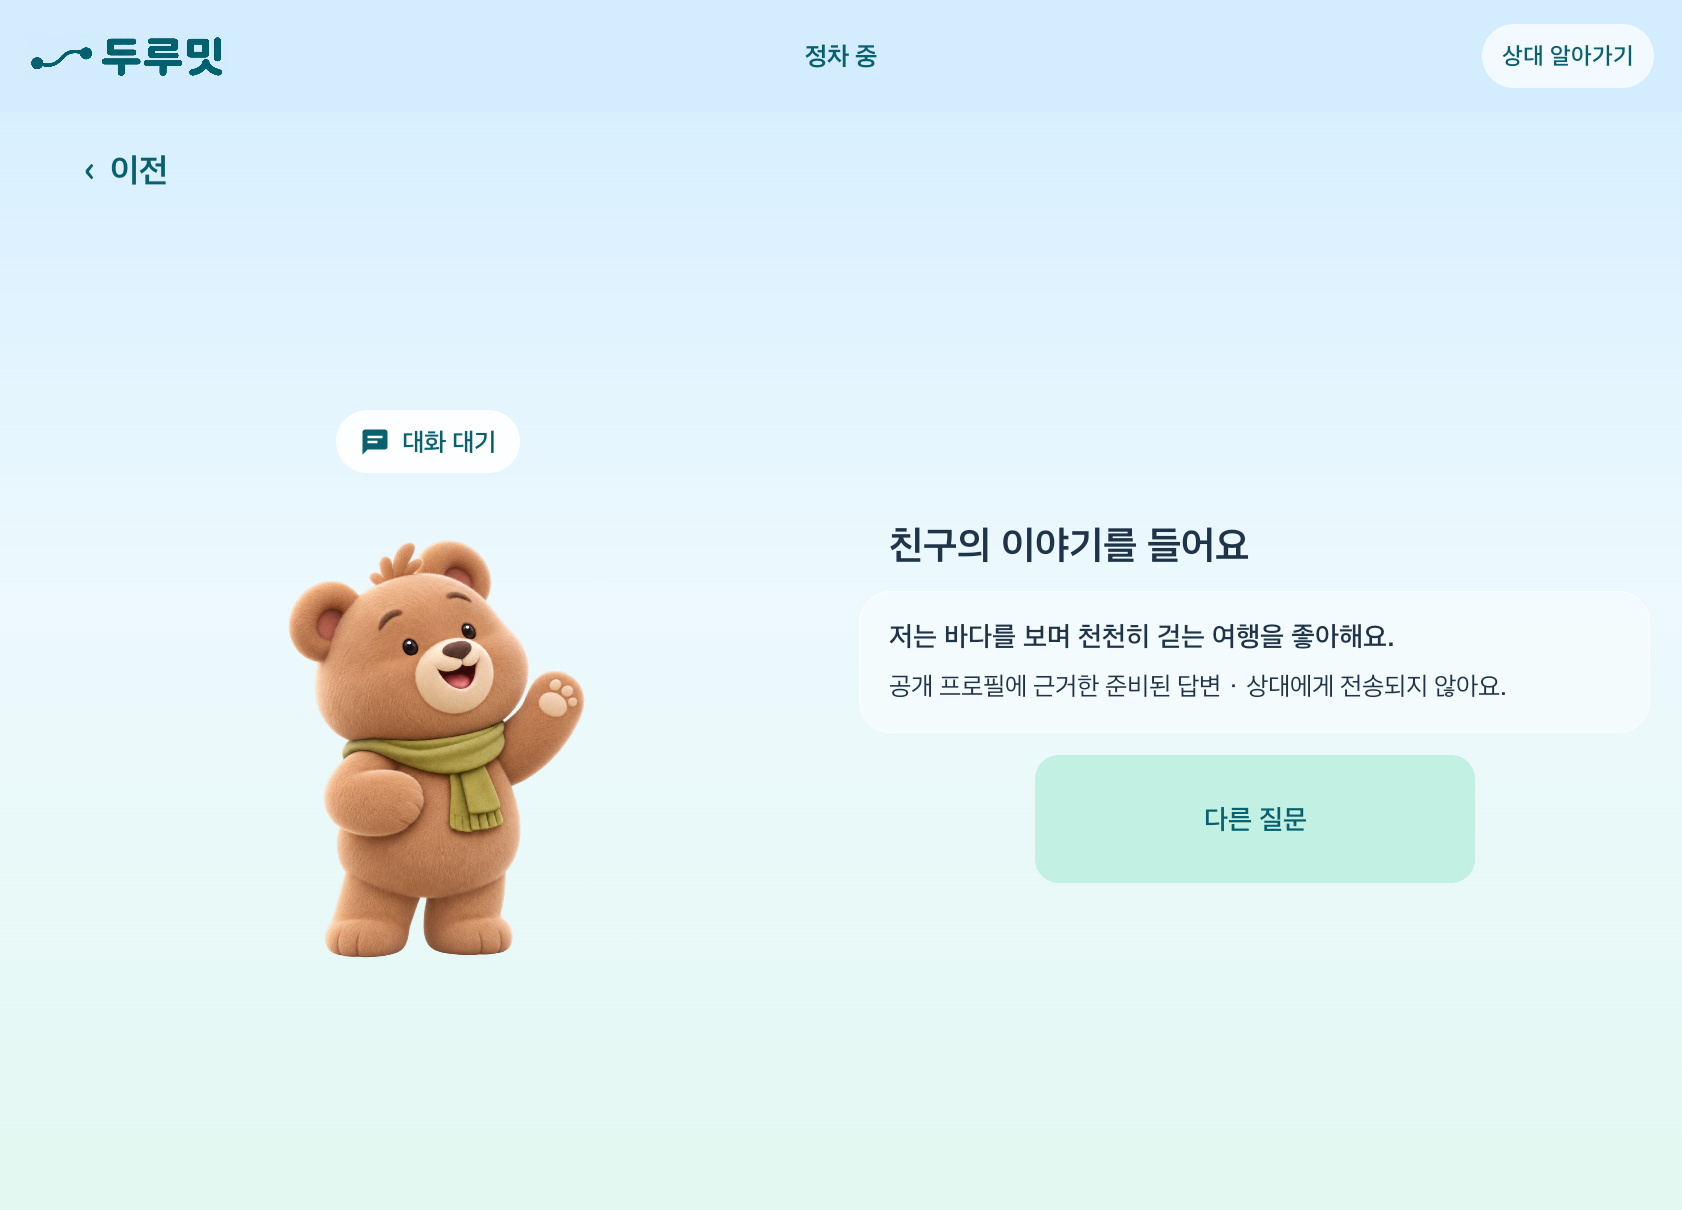 두루밋
정차 중
상대 알아가기
‹ 이전
대화 대기
친구의 이야기를 들어요
저는 바다를 보며 천천히 걷는 여행을 좋아해요.
공개 프로필에 근거한 준비된 답변 · 상대에게 전송되지 않아요.
다른 질문